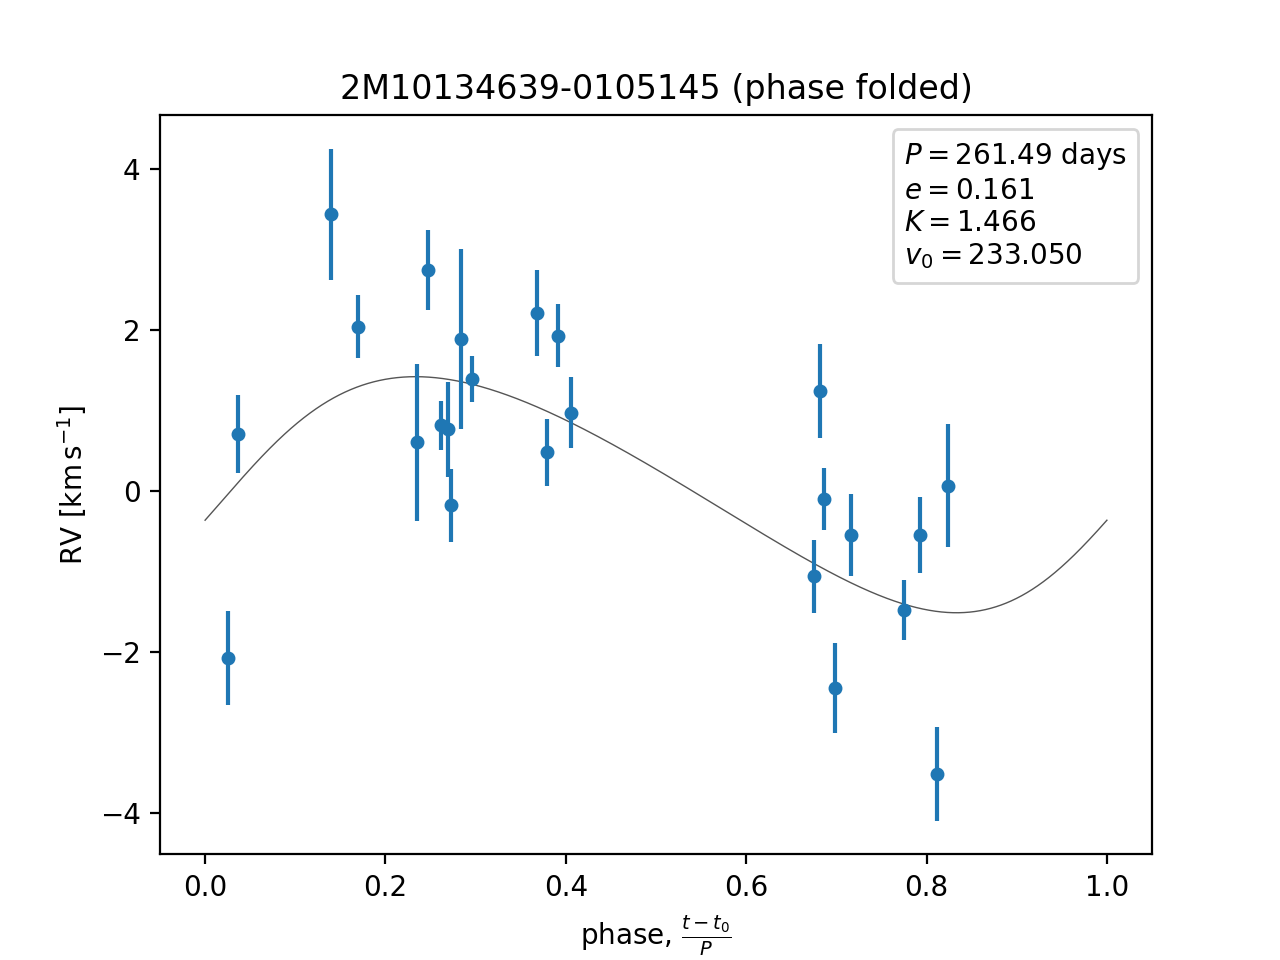 2M10134639-0105145 (phase folded)
P = 261.49 days
e = 0.161
K = 1.466
v₀ = 233.050
RV [km s⁻¹]
4
2
0
−2
−4
0.0 0.2 0.4 0.6 0.8 1.0
phase, (t − t₀)/P